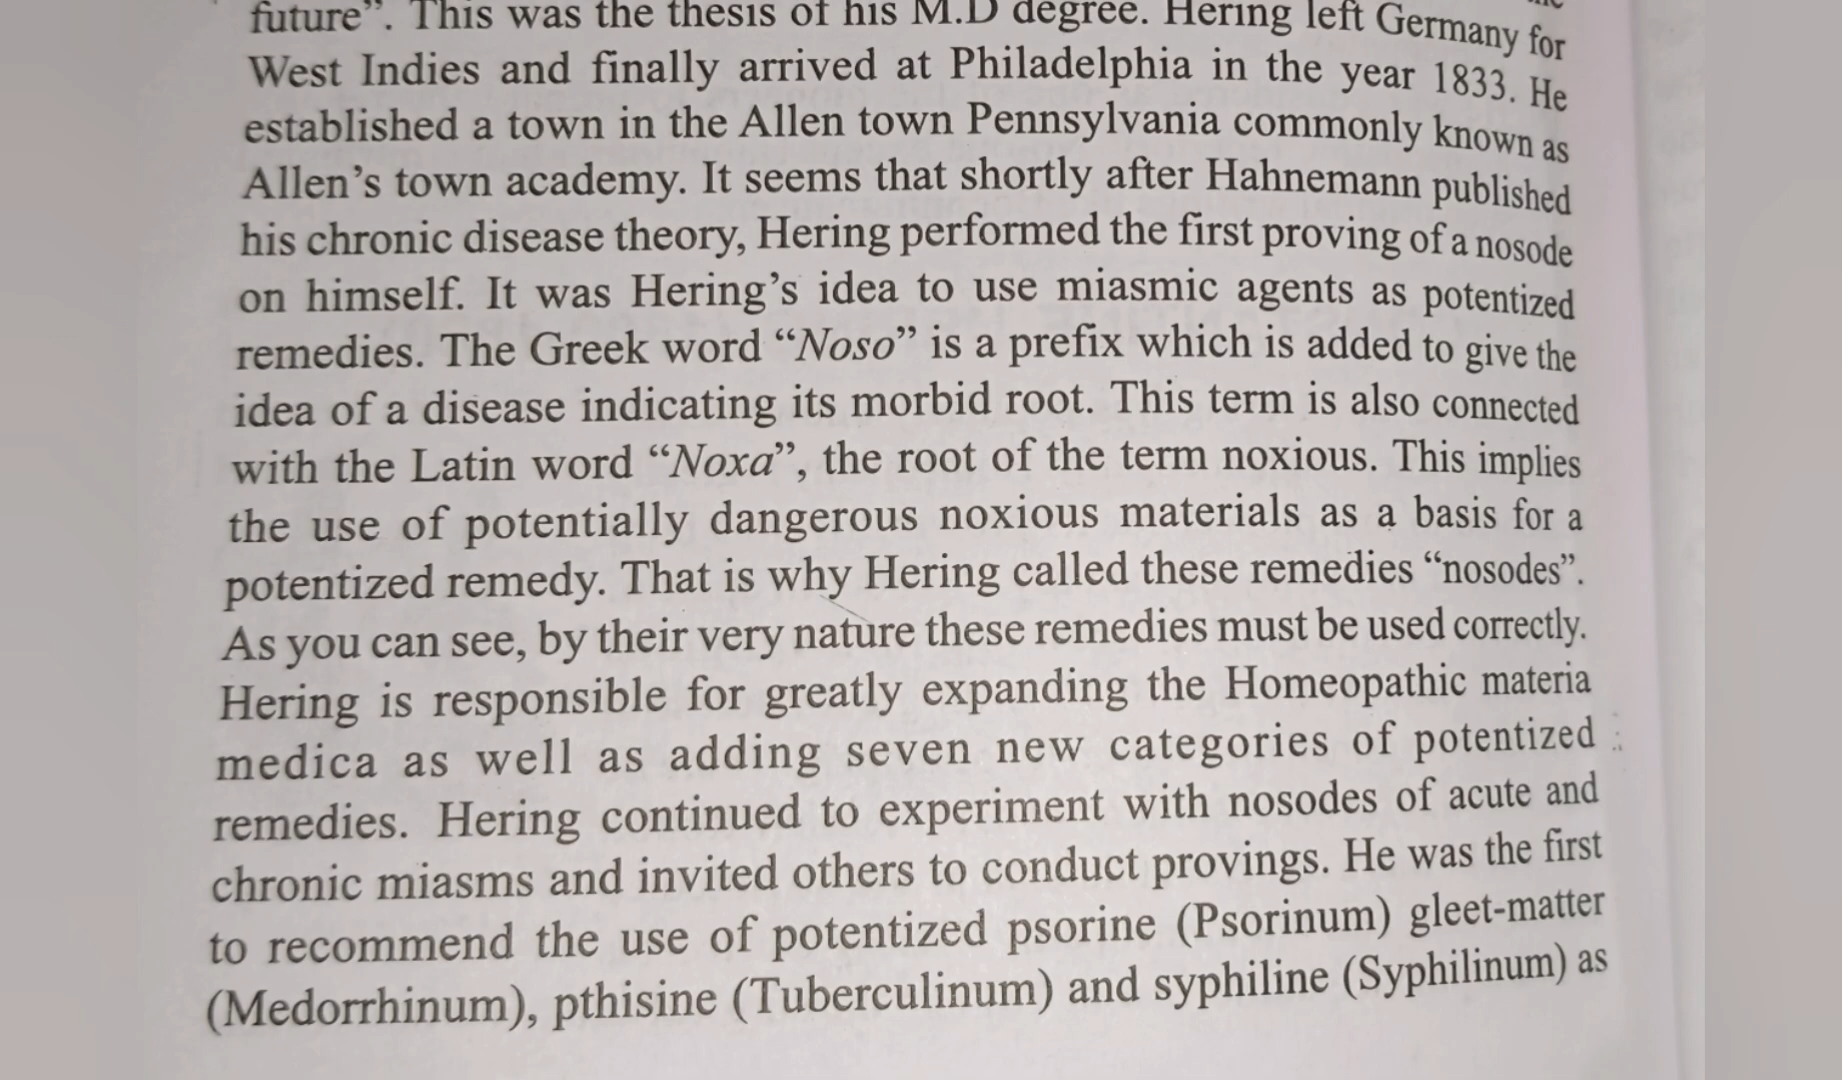 future”. This was the thesis of his M.D degree. Hering left Germany for
West Indies and finally arrived at Philadelphia in the year 1833. He
established a town in the Allen town Pennsylvania commonly known as
Allen’s town academy. It seems that shortly after Hahnemann published
his chronic disease theory, Hering performed the first proving of a nosode
on himself. It was Hering’s idea to use miasmic agents as potentized
remedies. The Greek word “Noso” is a prefix which is added to give the
idea of a disease indicating its morbid root. This term is also connected
with the Latin word “Noxa”, the root of the term noxious. This implies
the use of potentially dangerous noxious materials as a basis for a
potentized remedy. That is why Hering called these remedies “nosodes”.
As you can see, by their very nature these remedies must be used correctly.
Hering is responsible for greatly expanding the Homeopathic materia
medica as well as adding seven new categories of potentized
remedies. Hering continued to experiment with nosodes of acute and
chronic miasms and invited others to conduct provings. He was the first
to recommend the use of potentized psorine (Psorinum) gleet-matter
(Medorrhinum), pthisine (Tuberculinum) and syphiline (Syphilinum) as